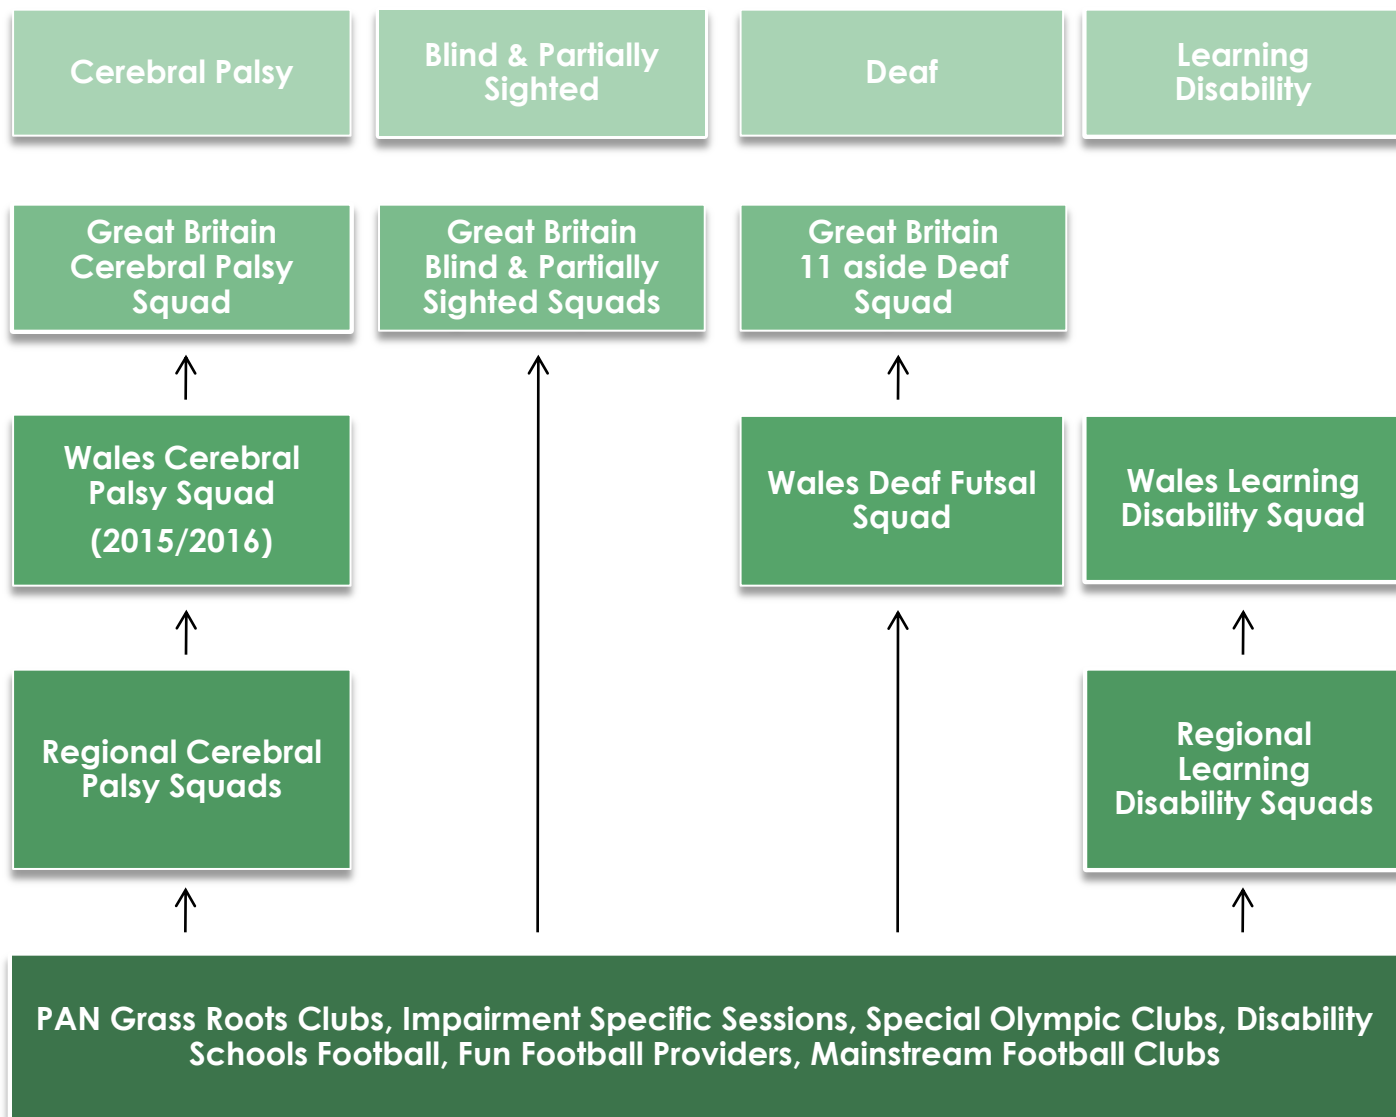 Cerebral Palsy
Blind & Partially
Sighted
Deaf
Learning
Disability
Great Britain
Cerebral Palsy
Squad
Great Britain
Blind & Partially
Sighted Squads
Great Britain
11 aside Deaf
Squad
Wales Cerebral
Palsy Squad
(2015/2016)
Wales Deaf Futsal
Squad
Wales Learning
Disability Squad
Regional Cerebral
Palsy Squads
Regional
Learning
Disability Squads
PAN Grass Roots Clubs, Impairment Specific Sessions, Special Olympic Clubs, Disability
Schools Football, Fun Football Providers, Mainstream Football Clubs